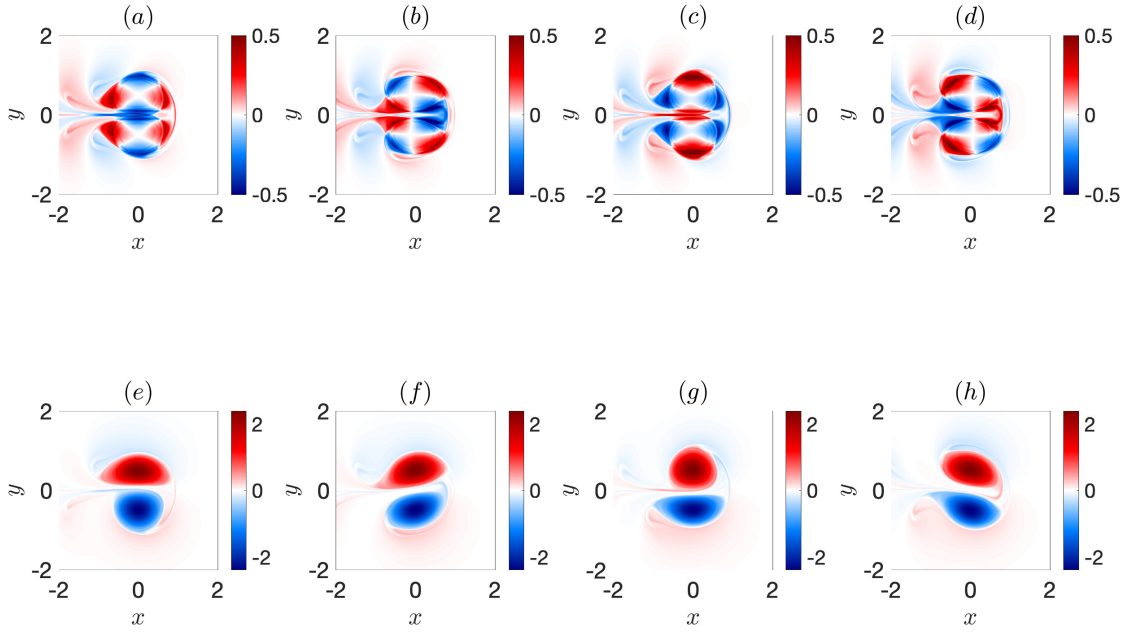 (a) (b) (c) (d)
2 0.5 2 0.5 2 0.5 2 0.5
y 0 0 y 0 0 y 0 0 y 0 0
-2 -0.5 -2 -0.5 -2 -0.5 -2 -0.5
-2 0 2 -2 0 2 -2 0 2 -2 0 2
x x x x
(e) (f) (g) (h)
2 2 2 2 2 2 2 2
y 0 0 y 0 0 y 0 0 y 0 0
-2 -2 -2 -2 -2 -2 -2 -2
-2 0 2 -2 0 2 -2 0 2 -2 0 2
x x x x